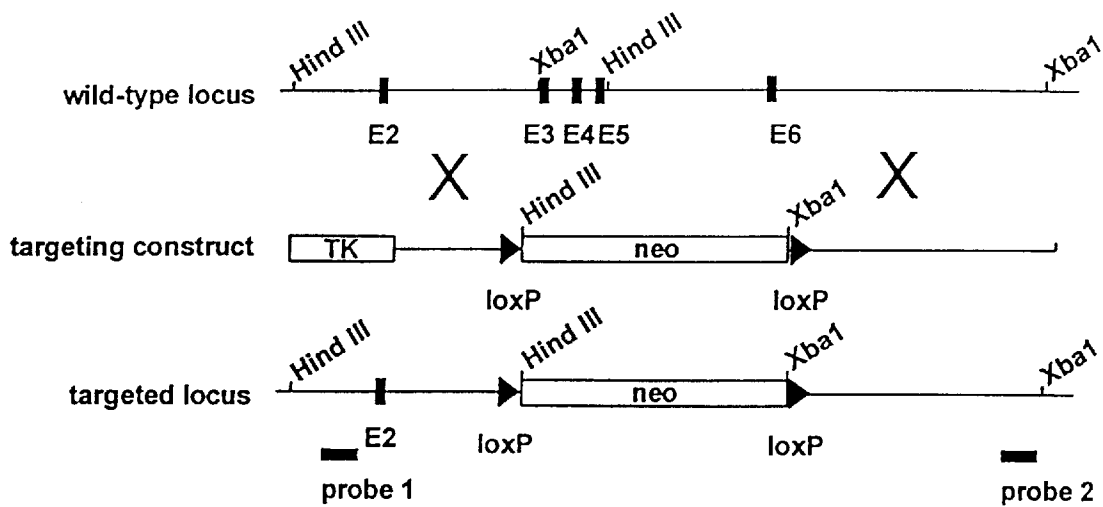 Hind III Xba1 Hind III Xba1
wild-type locus
E2 E3 E4 E5 E6
X X
Hind III Xba1
targeting construct TK neo
loxP loxP
Hind III Hind III Xba1 Xba1
targeted locus neo
E2 loxP loxP
probe 1 probe 2